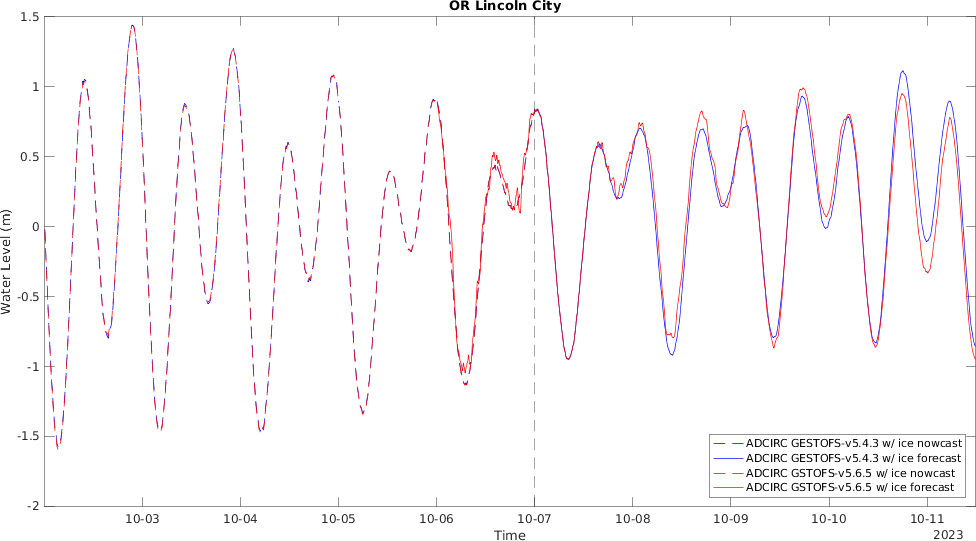 OR Lincoln City
1.5
1
0.5
0
-0.5
-1
-1.5
-2
Water Level (m)
10-03 10-04 10-05 10-06 10-07 10-08 10-09 10-10 10-11
Time
2023
ADCIRC GESTOFS-v5.4.3 w/ ice nowcast
ADCIRC GESTOFS-v5.4.3 w/ ice forecast
ADCIRC GSTOFS-v5.6.5 w/ ice nowcast
ADCIRC GSTOFS-v5.6.5 w/ ice forecast